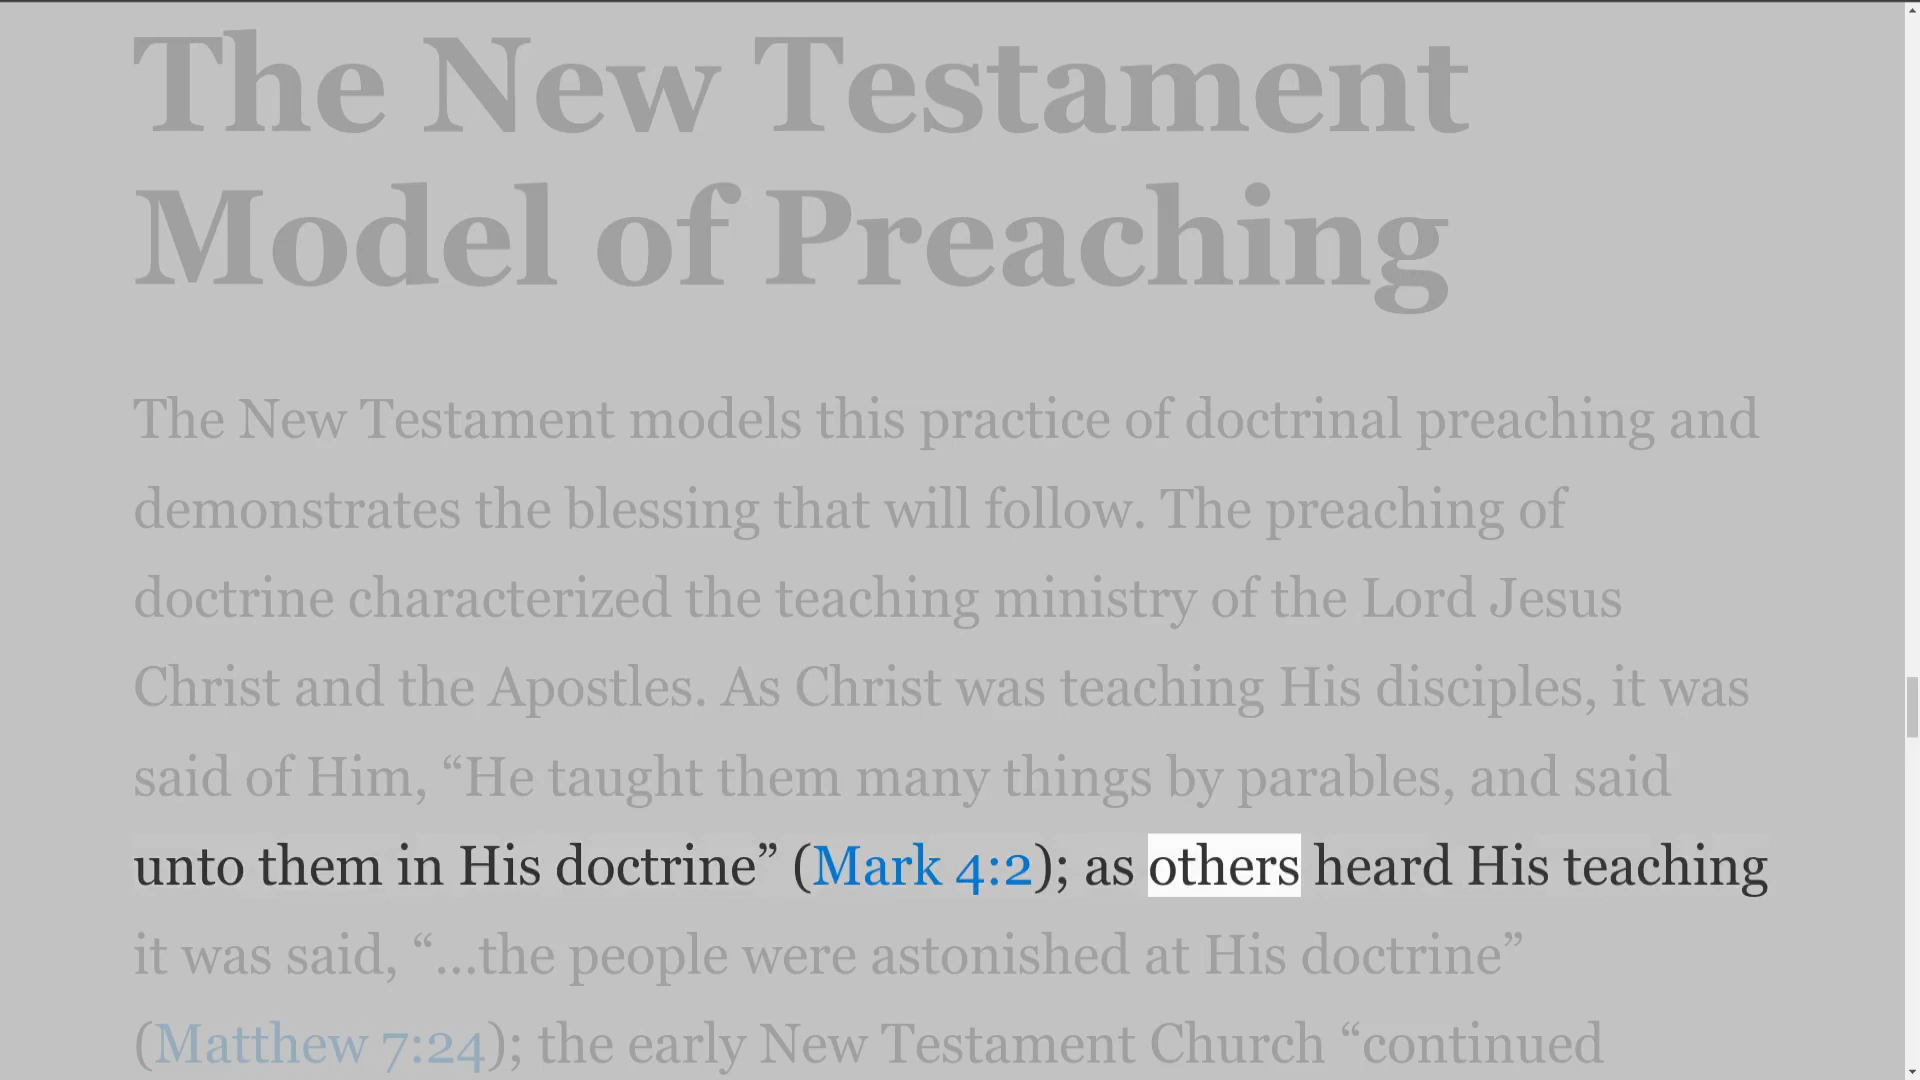 The New Testament
Model of Preaching
The New Testament models this practice of doctrinal preaching and
demonstrates the blessing that will follow. The preaching of
doctrine characterized the teaching ministry of the Lord Jesus
Christ and the Apostles. As Christ was teaching His disciples, it was
said of Him, “He taught them many things by parables, and said
unto them in His doctrine” (Mark 4:2); as others heard His teaching
it was said, “…the people were astonished at His doctrine”
(Matthew 7:24); the early New Testament Church “continued